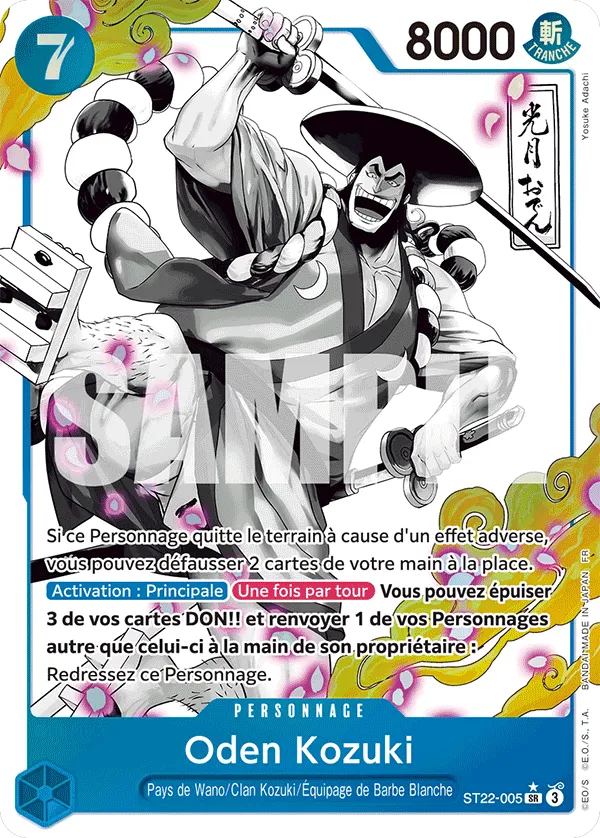 7
8000
斬
TRANCHE
Yosuke Adachi
光月おでん
SAMPL
Si ce Personnage quitte le terrain à cause d'un effet adverse,
vous pouvez défausser 2 cartes de votre main à la place.
Activation : Principale Une fois par tour Vous pouvez épuiser
3 de vos cartes DON!! et renvoyer 1 de vos Personnages
autre que celui-ci à la main de son propriétaire :
Redressez ce Personnage.
PERSONNAGE
Oden Kozuki
Pays de Wano/Clan Kozuki/Équipage de Barbe Blanche
ST22-005 SR 3
©E.O/S ©E.O./S., T.A. BANDAI MADE IN JAPAN FR